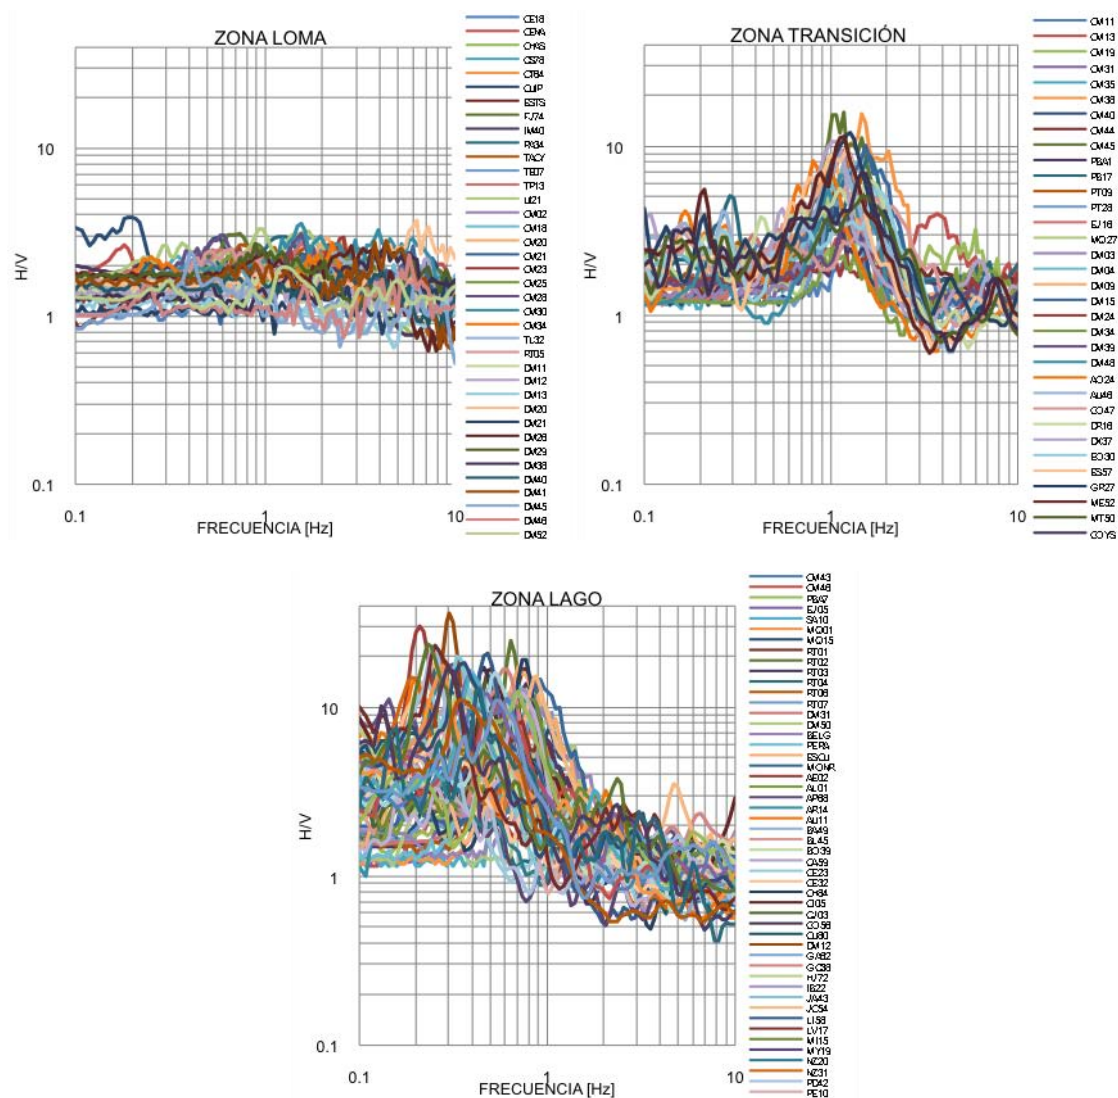 ZONA LOMA
10
1
0.1
H/V
0.1
1
10
FRECUENCIA [Hz]
CE18
CENA
CHAS
CS78
CT64
CUIP
ESTS
FJ74
IM40
PA34
TACY
TE07
TP13
UI21
CM02
CM18
CM20
CM21
CM23
CM25
CM28
CM30
CM34
TL32
RT05
DM11
DM12
DM13
DM20
DM21
DM26
DM29
DM38
DM40
DM41
DM45
DM46
DM52
ZONA TRANSICIÓN
10
1
0.1
H/V
0.1
1
10
FRECUENCIA [Hz]
CM11
CM13
CM19
CM31
CM35
CM38
CM40
CM44
CM45
PBA1
PB17
PT09
PT28
EJ16
MO27
DM03
DM04
DM09
DM15
DM24
DM34
DM39
DM48
AO24
AU46
CO47
DR16
DX37
EO30
ES57
GR27
ME52
MT50
COYS
ZONA LAGO
10
1
0.1
H/V
0.1
1
10
FRECUENCIA [Hz]
CM43
CM46
PBA7
EJ05
SA10
MO01
MO15
RT01
RT02
RT03
RT04
RT06
RT07
DM31
DM50
BELG
PERA
ESCU
MONR
AE02
AL01
AP68
AR14
AU11
BA49
BL45
BO39
CA59
CE23
CE32
CH84
CI05
CJ03
CO56
CU80
DM12
GA62
GC38
HJ72
IB22
JA43
JC54
LI58
LV17
MI15
MY19
NZ20
NZ31
PD42
PE10